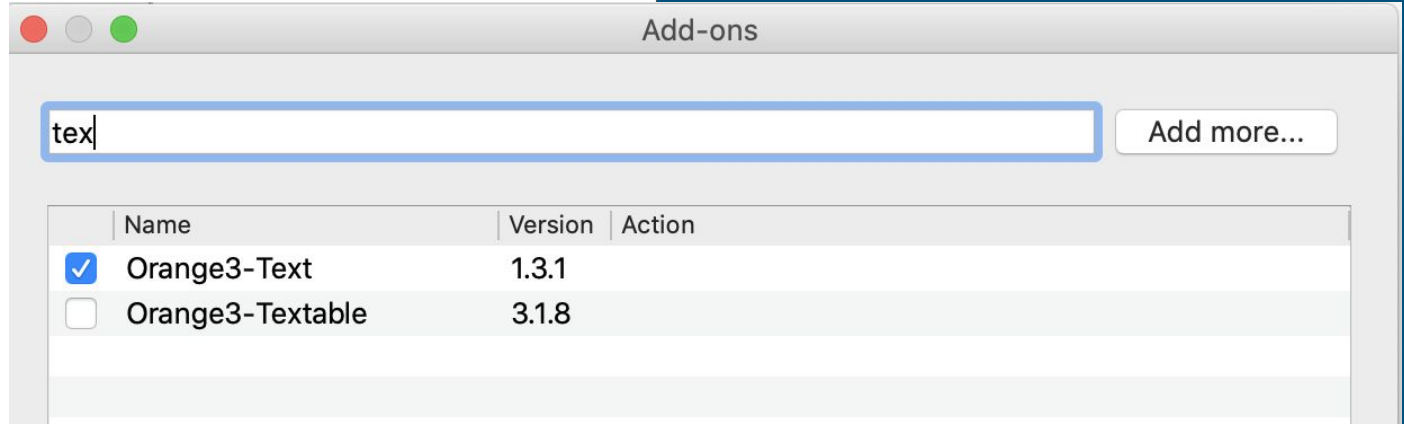 Add-ons
tex
Add more...
Name Version Action
Orange3-Text 1.3.1
Orange3-Textable 3.1.8